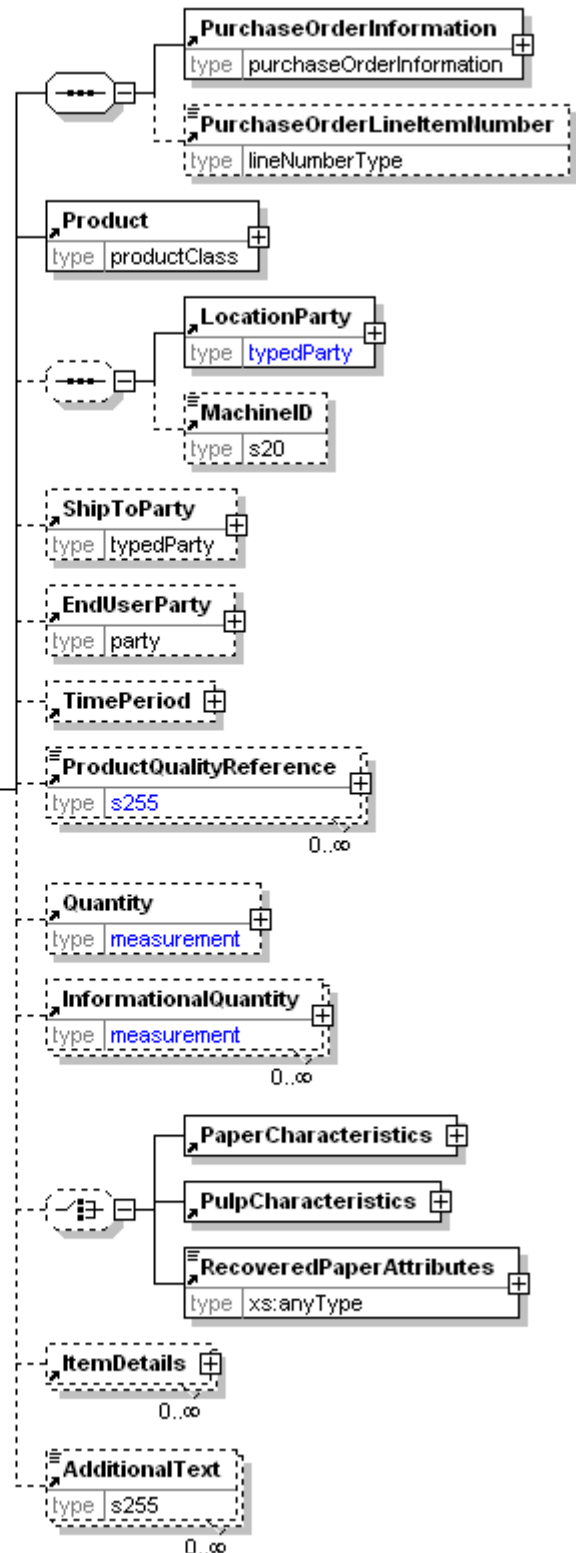 PurchaseOrderInformation
type purchaseOrderInformation
PurchaseOrderLineItemNumber
type lineNumberType
Product
type productClass
LocationParty
type typedParty
MachineID
type s20
ShipToParty
type typedParty
EndUserParty
type party
TimePeriod
ProductQualityReference
type s255
0..∞
Quantity
type measurement
InformationalQuantity
type measurement
0..∞
PaperCharacteristics
PulpCharacteristics
RecoveredPaperAttributes
type xs:anyType
ItemDetails
0..∞
AdditionalText
type s255
0..∞